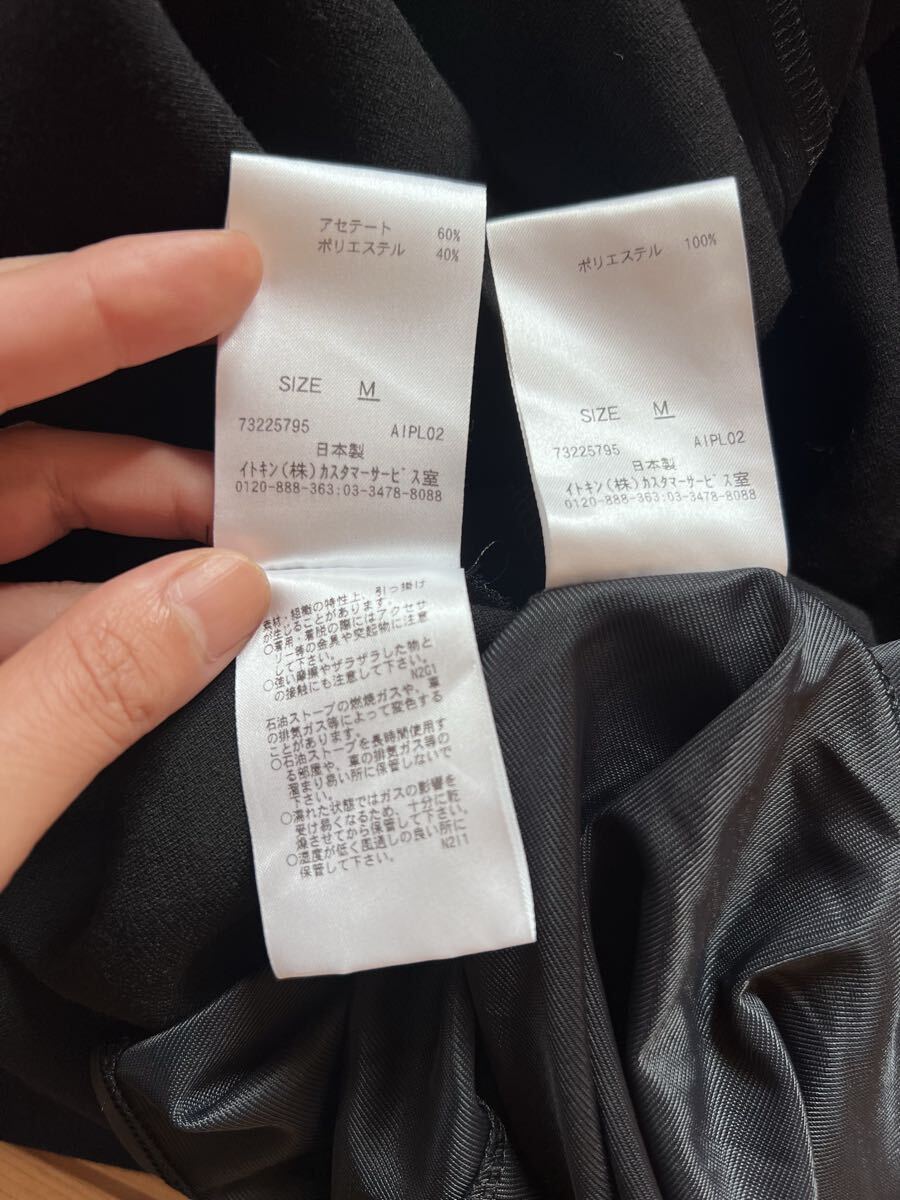 アセテート 60%
ポリエステル 40%
SIZE M
73225795 AIPL02
日本製
イトキン(株)カスタマーサービス室
0120-888-363:03-3478-8088
素材・組織の特性上、引っ掛け
が生じることがあります。
○着用・着脱の際にはアクセサ
リー等の金具や突起物に注意
して下さい。
○強い摩擦やザラザラした物と
の接触にも注意して下さい。
N2G1
石油ストーブの燃焼ガスや、車
の排気ガス等によって変色する
ことがあります。
○石油ストーブを長時間使用す
る部屋や、車の排気ガス等の
溜まり易い所に保管しないで
下さい。
○濡れた状態ではガスの影響を
受け易くなるため、十分に乾
燥させてから保管して下さい。
○湿度が低く風通しの良い所に
保管して下さい。
N2I1
ポリエステル 100%
SIZE M
73225795 AIPL02
日本製
イトキン(株)カスタマーサービス室
0120-888-363:03-3478-8088